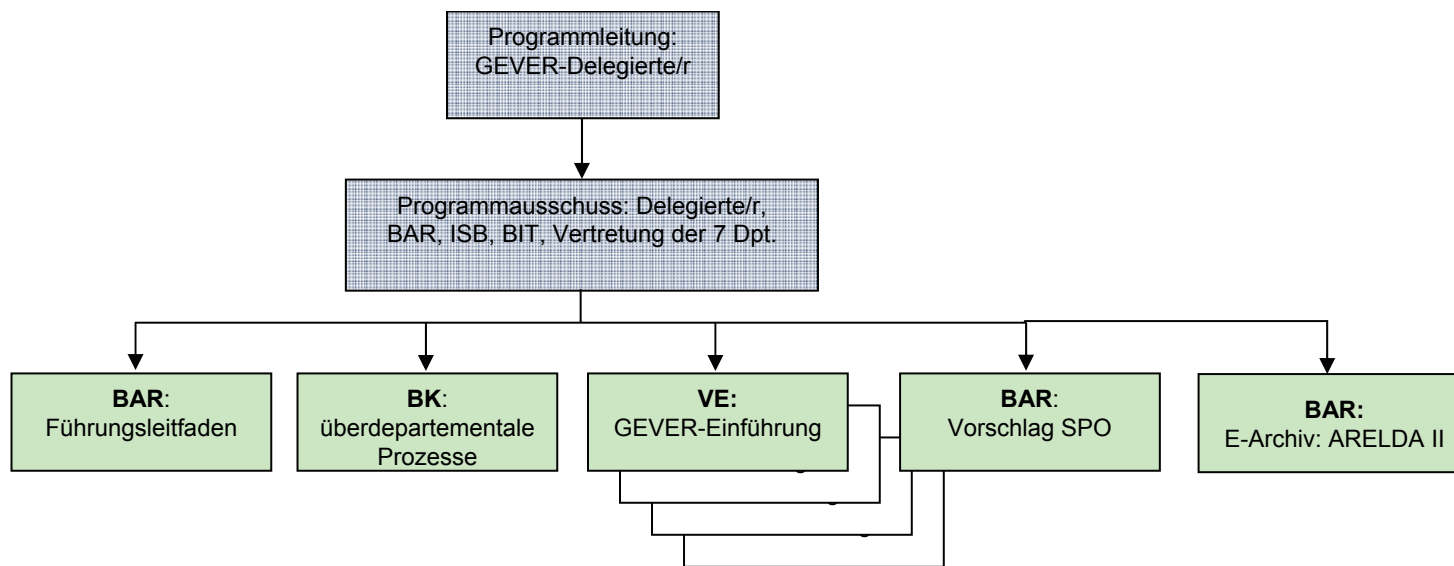 Programmleitung:
GEVER-Delegierte/r
Programmausschuss: Delegierte/r,
BAR, ISB, BIT, Vertretung der 7 Dpt.
BAR:
Führungsleitfaden
BK:
überdepartementale
Prozesse
VE:
GEVER-Einführung
BAR:
Vorschlag SPO
BAR:
E-Archiv: ARELDA II